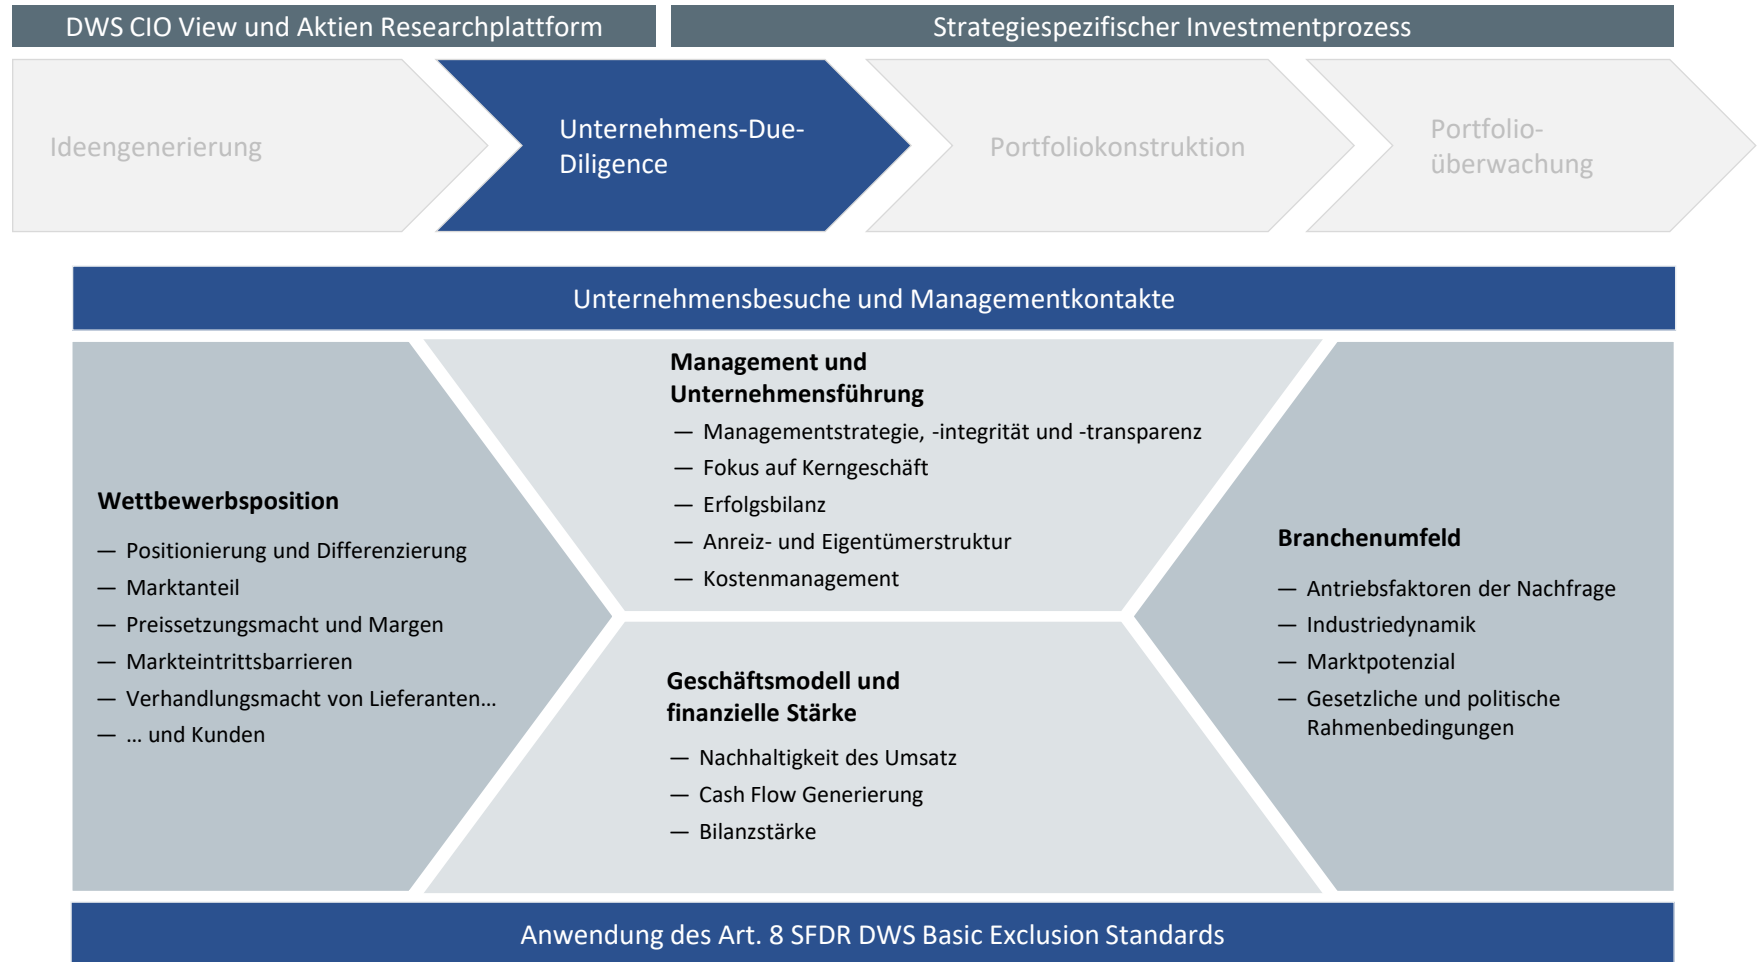 DWS CIO View und Aktien Researchplattform
Strategiespezifischer Investmentprozess
Ideengenerierung
Unternehmens-Due-
Diligence
Portfoliokonstruktion
Portfolio-
überwachung
Unternehmensbesuche und Managementkontakte
Management und
Unternehmensführung
— Managementstrategie, -integrität und -transparenz
— Fokus auf Kerngeschäft
— Erfolgsbilanz
— Anreiz- und Eigentümerstruktur
— Kostenmanagement
Wettbewerbsposition
— Positionierung und Differenzierung
— Marktanteil
— Preissetzungsmacht und Margen
— Markteintrittsbarrieren
— Verhandlungsmacht von Lieferanten…
— … und Kunden
Geschäftsmodell und
finanzielle Stärke
— Nachhaltigkeit des Umsatz
— Cash Flow Generierung
— Bilanzstärke
Branchenumfeld
— Antriebsfaktoren der Nachfrage
— Industriedynamik
— Marktpotenzial
— Gesetzliche und politische
Rahmenbedingungen
Anwendung des Art. 8 SFDR DWS Basic Exclusion Standards